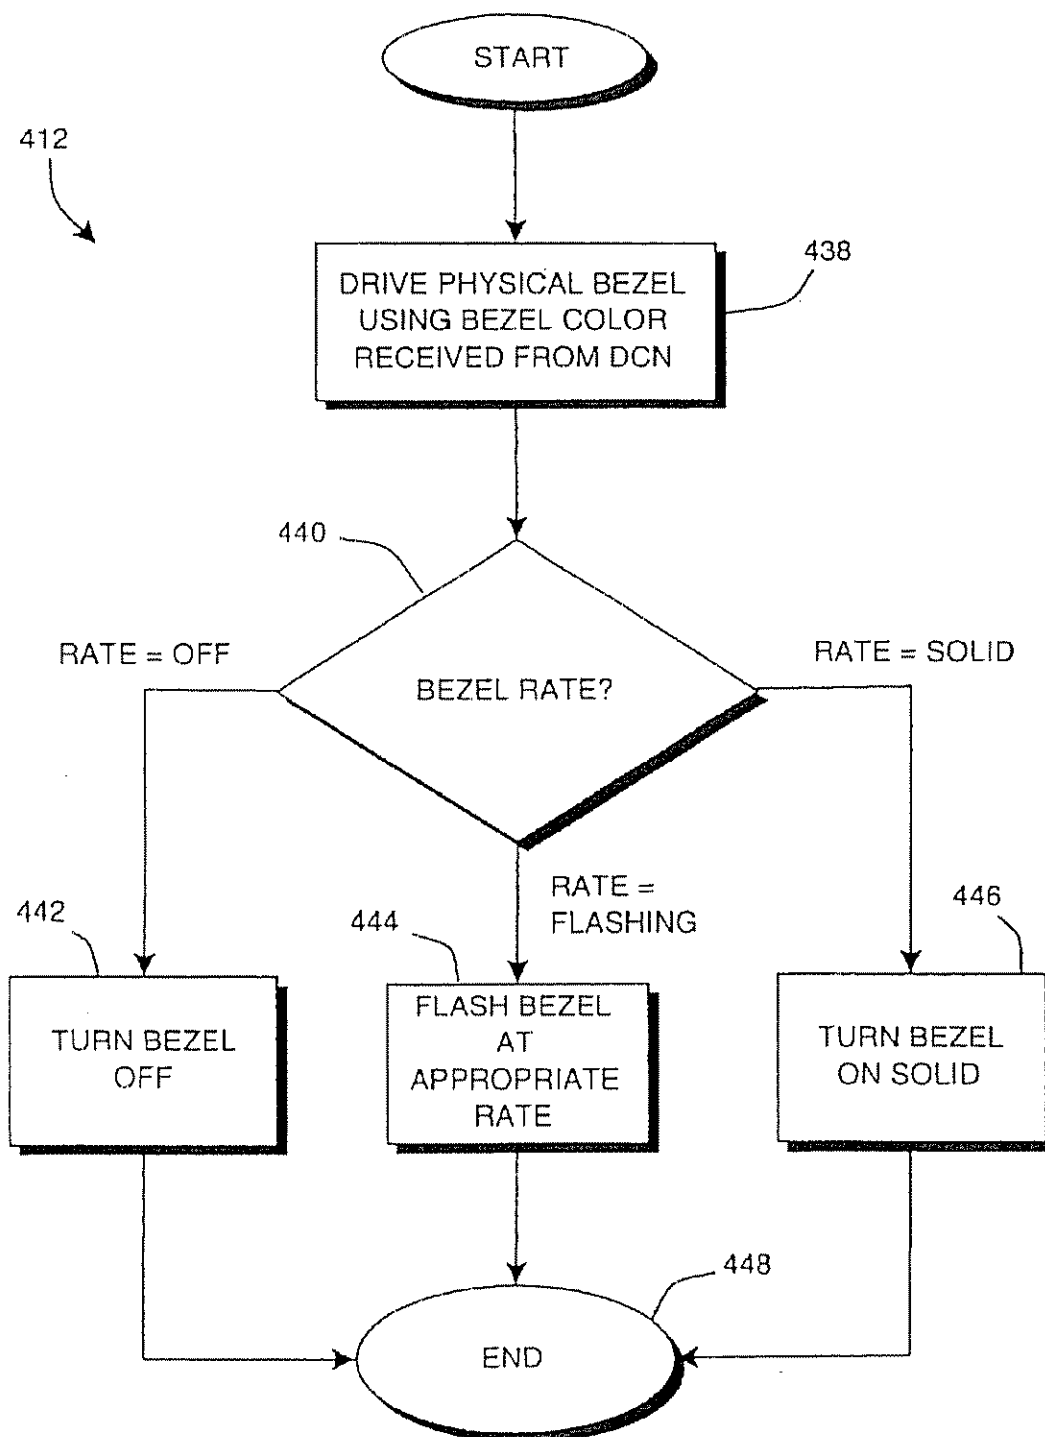 START
412
438
DRIVE PHYSICAL BEZEL
USING BEZEL COLOR
RECEIVED FROM DCN
440
RATE = OFF
RATE = SOLID
BEZEL RATE?
RATE =
FLASHING
442
444
446
TURN BEZEL
OFF
FLASH BEZEL
AT
APPROPRIATE
RATE
TURN BEZEL
ON SOLID
448
END